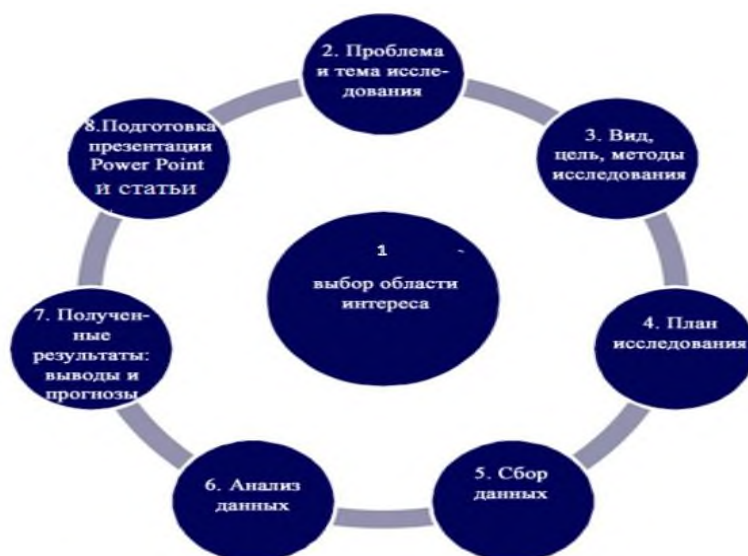 1
выбор области
интереса
2. Проблема
и тема иссле-
дования
3. Вид,
цель, методы
исследования
4. План
исследования
5. Сбор
данных
6. Анализ
данных
7. Получен-
ные
результаты:
выводы и
прогнозы
8.Подготовка
презентации
Power Point
и статьи